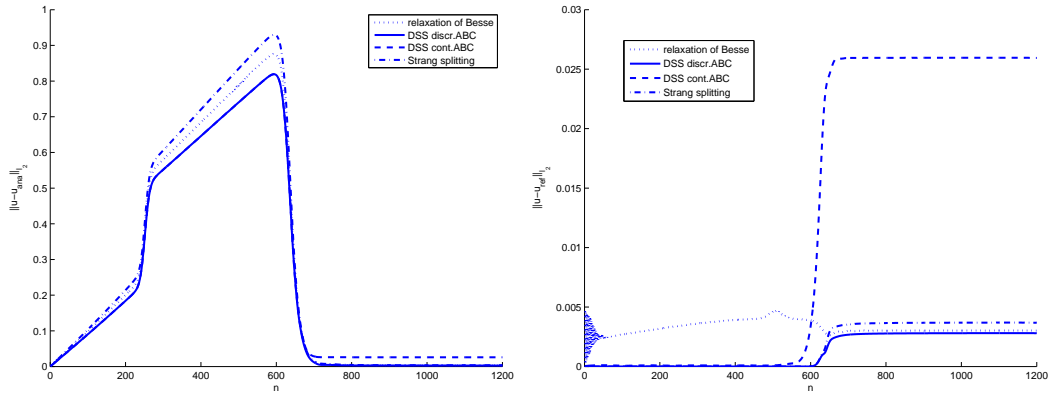 1
0.9
0.8
0.7
0.6
0.5
0.4
0.3
0.2
0.1
0
0 200 400 600 800 1000 1200
n
||u−u_ana||_l_2
relaxation of Besse
DSS discr.ABC
DSS cont.ABC
Strang splitting
0.03
0.025
0.02
0.015
0.01
0.005
0
0 200 400 600 800 1000 1200
n
||u−u_ref||_l_2
relaxation of Besse
DSS discr.ABC
DSS cont.ABC
Strang splitting